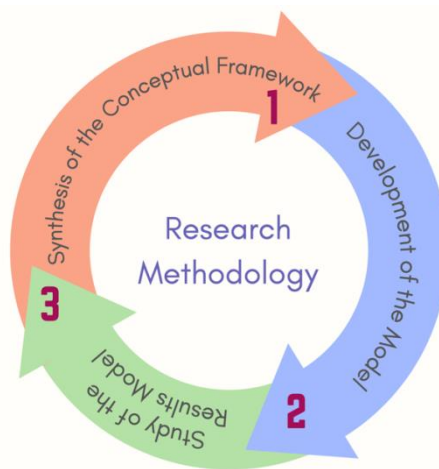 Synthesis of the Conceptual Framework
1
Development of the Model
2
Study of the
Results Model
3
Research
Methodology